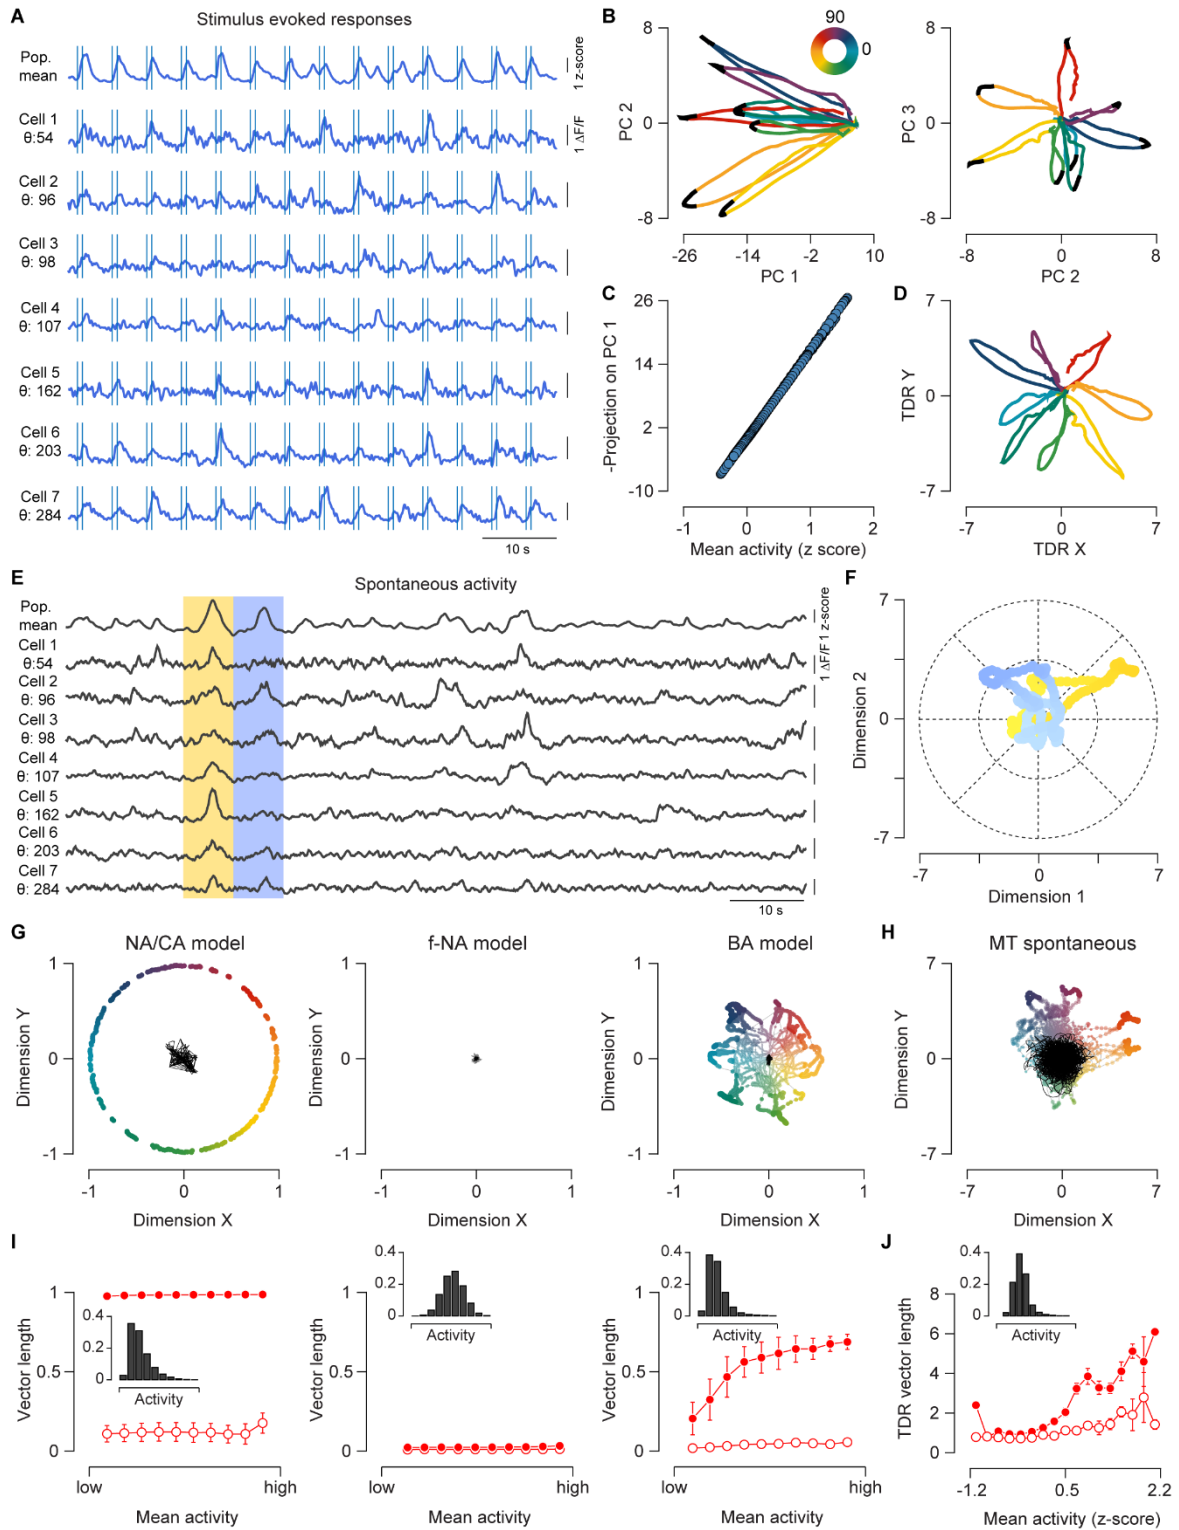 A
Stimulus evoked responses
Pop.
mean
1 z-score
Cell 1
θ:54
1 ΔF/F
Cell 2
θ: 96
Cell 3
θ: 98
Cell 4
θ: 107
Cell 5
θ: 162
Cell 6
θ: 203
Cell 7
θ: 284
10 s
B
90
0
8
0
-8
PC 2
-26
-14
-2
10
PC 1
8
0
8
PC 3
-8
0
8
PC 2
C
26
14
2
-10
-Projection on PC 1
-1
0
1
2
Mean activity (z score)
D
7
0
-7
TDR Y
-7
0
7
TDR X
E
Spontaneous activity
Pop.
mean
Cell 1
θ:54
Cell 2
θ: 96
Cell 3
θ: 98
Cell 4
θ: 107
Cell 5
θ: 162
Cell 6
θ: 203
Cell 7
θ: 284
1 ΔF/F 1 z-score
10 s
F
7
0
-7
Dimension 2
-7
0
7
Dimension 1
G
NA/CA model
1
0
-1
Dimension Y
-1
0
1
Dimension X
f-NA model
1
0
-1
Dimension Y
-1
0
1
Dimension X
BA model
1
0
-1
Dimension Y
-1
0
1
Dimension X
H
MT spontaneous
7
0
-7
Dimension Y
-7
0
7
Dimension X
I
1
0.5
0
Vector length
0.4
0.2
0
Activity
low
high
Mean activity
1
0.5
0
Vector length
0.4
0.2
0
Activity
low
high
Mean activity
1
0.5
0
Vector length
0.4
0.2
0
Activity
low
high
Mean activity
J
8
6
4
2
0
TDR vector length
0.4
0.2
0
Activity
-1.2
0.5
2.2
Mean activity (z-score)